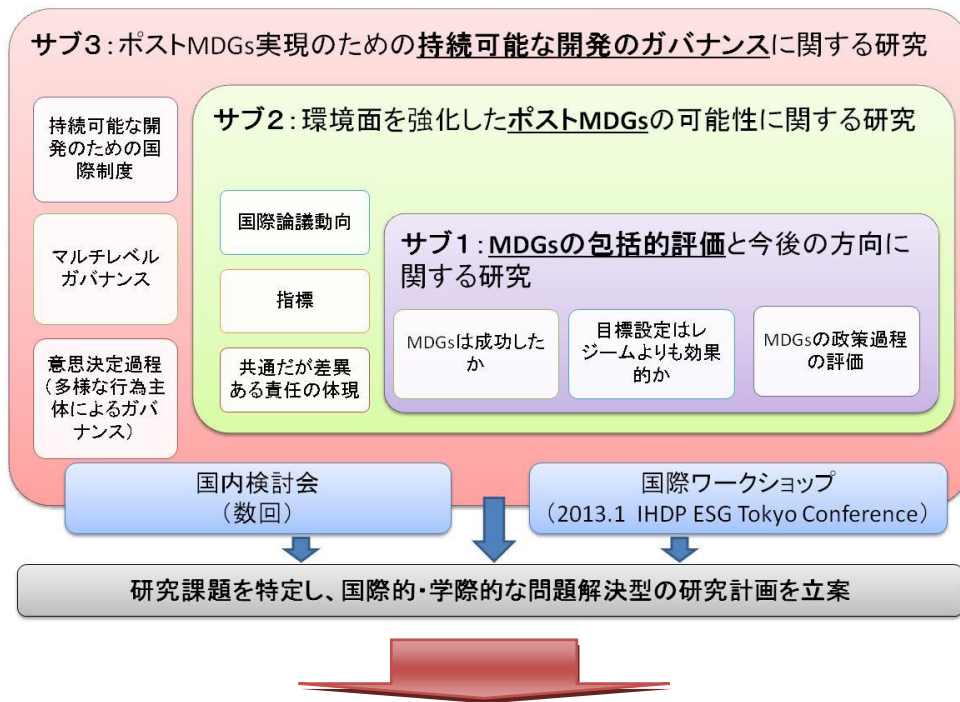 サブ3：ポストMDGs実現のための持続可能な開発のガバナンスに関する研究
持続可能な開
発のための国
際制度
マルチレベル
ガバナンス
意思決定過程
（多様な行為主
体によるガバ
ナンス）
サブ2：環境面を強化したポストMDGsの可能性に関する研究
国際論議動向
指標
共通だが差異
ある責任の体現
サブ1：MDGsの包括的評価と今後の方向に
関する研究
MDGsは成功した
か
目標設定はレ
ジームよりも効果
的か
MDGsの政策過程
の評価
国内検討会
（数回）
国際ワークショップ
（2013.1 IHDP ESG Tokyo Conference）
研究課題を特定し、国際的・学際的な問題解決型の研究計画を立案